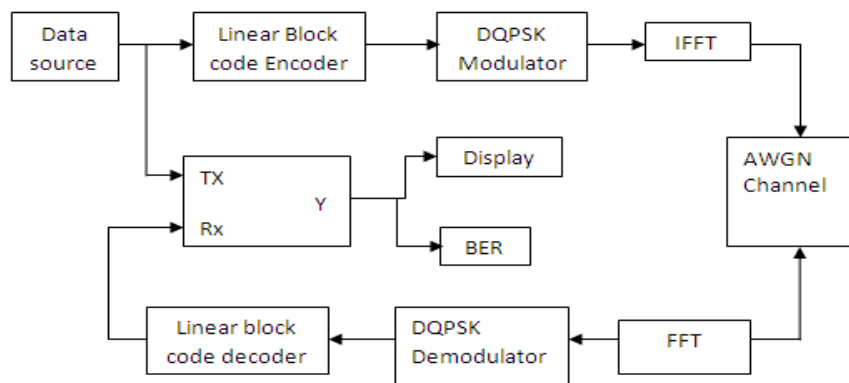 Data
source
Linear Block
code Encoder
DQPSK
Modulator
IFFT
AWGN
Channel
TX
Y
Rx
Display
BER
Linear block
code decoder
DQPSK
Demodulator
FFT